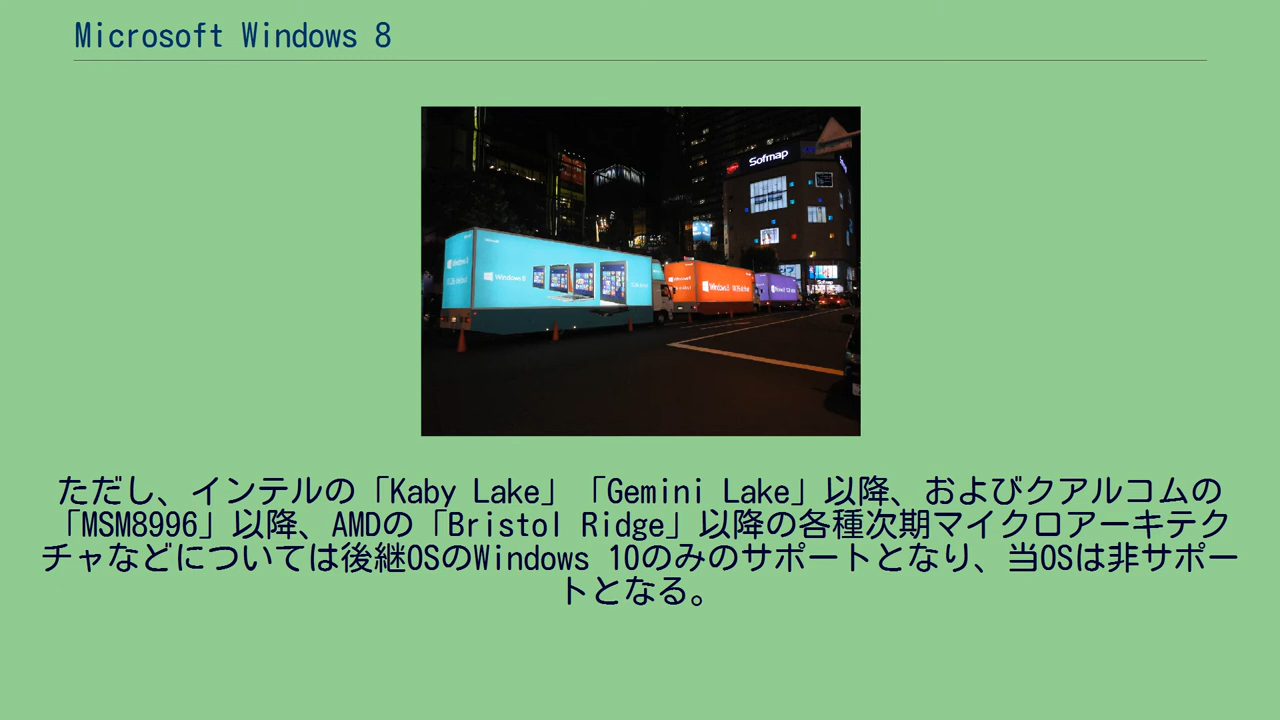 Microsoft Windows 8
Sofmap
Windows 8
Windows 8
ただし、インテルの「Kaby Lake」「Gemini Lake」以降、およびクアルコムの
「MSM8996」以降、AMDの「Bristol Ridge」以降の各種次期マイクロアーキテク
チャなどについては後継OSのWindows 10のみのサポートとなり、当OSは非サポー
トとなる。